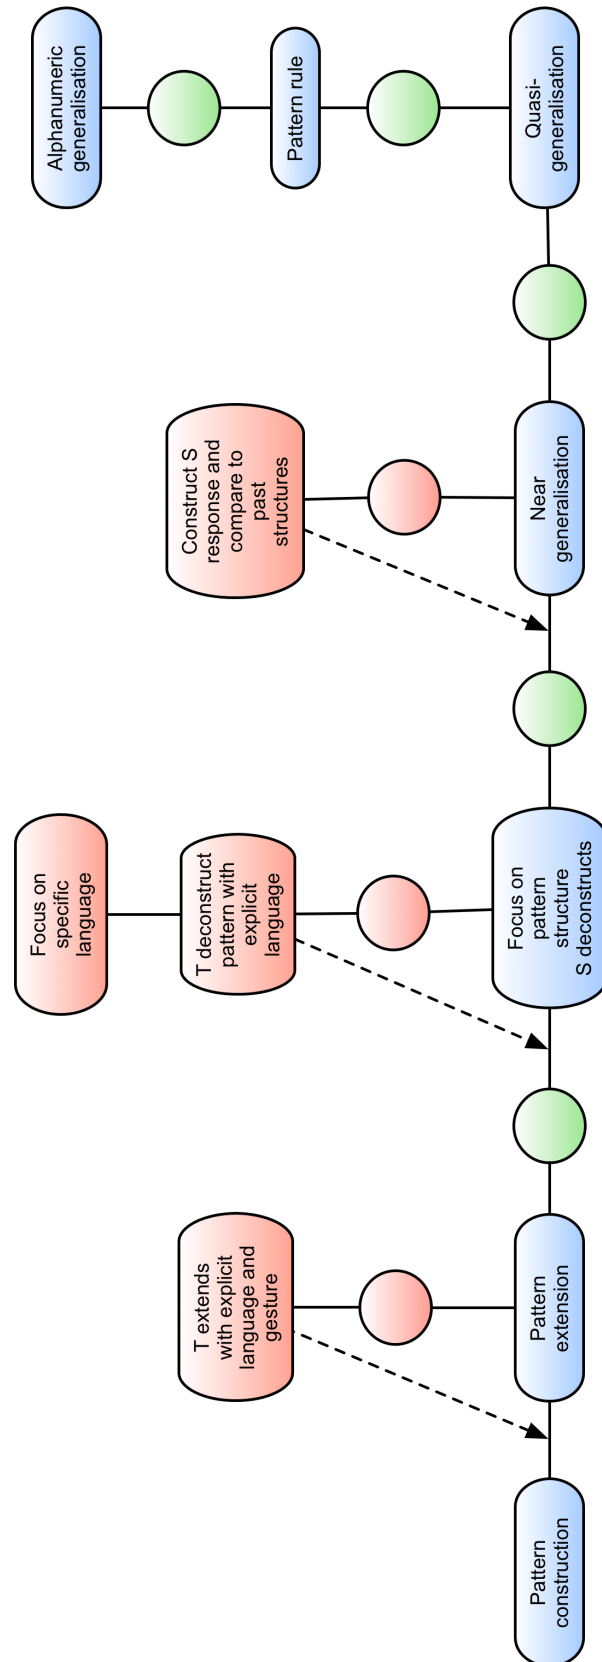 Pattern
construction
Pattern
extension
T extends
with explicit
language and
gesture
Focus on
pattern
structure
S deconstructs
T deconstruct
pattern with
explicit
language
Focus on
specific
language
Near
generalisation
Construct S
response and
compare to
past
structures
Quasi-
generalisation
Pattern rule
Alphanumeric
generalisation